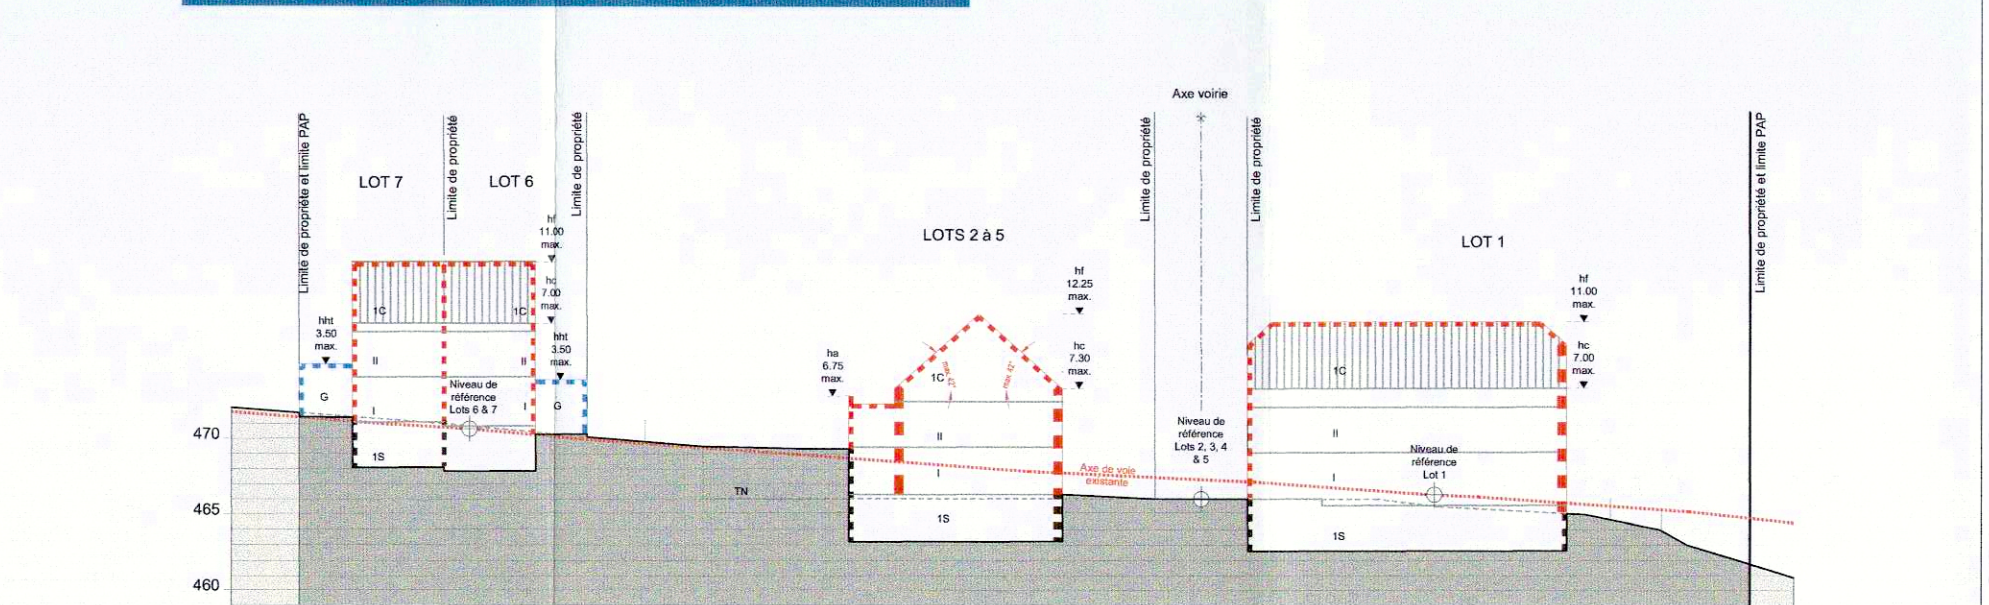 Axe voirie
Limite de propriété et limite PAP
Limite de propriété
Limite de propriété
Limite de propriété
Limite de propriété
Limite de propriété et limite PAP
LOT 7
LOT 6
LOTS 2 à 5
LOT 1
hf
11.00
max.
hc
7.00
max.
hht
3.50
max.
hht
3.50
max.
1C
1C
II
II
I
I
G
G
1S
Niveau de
référence
Lots 6 & 7
ha
6.75
max.
hf
12.25
max.
hc
7.30
max.
max. 42°
max. 42°
1C
II
I
1S
Niveau de
référence
Lots 2, 3, 4
& 5
Axe de voie
existante
TN
hf
11.00
max.
hc
7.00
max.
1C
II
I
1S
Niveau de
référence
Lot 1
470
465
460